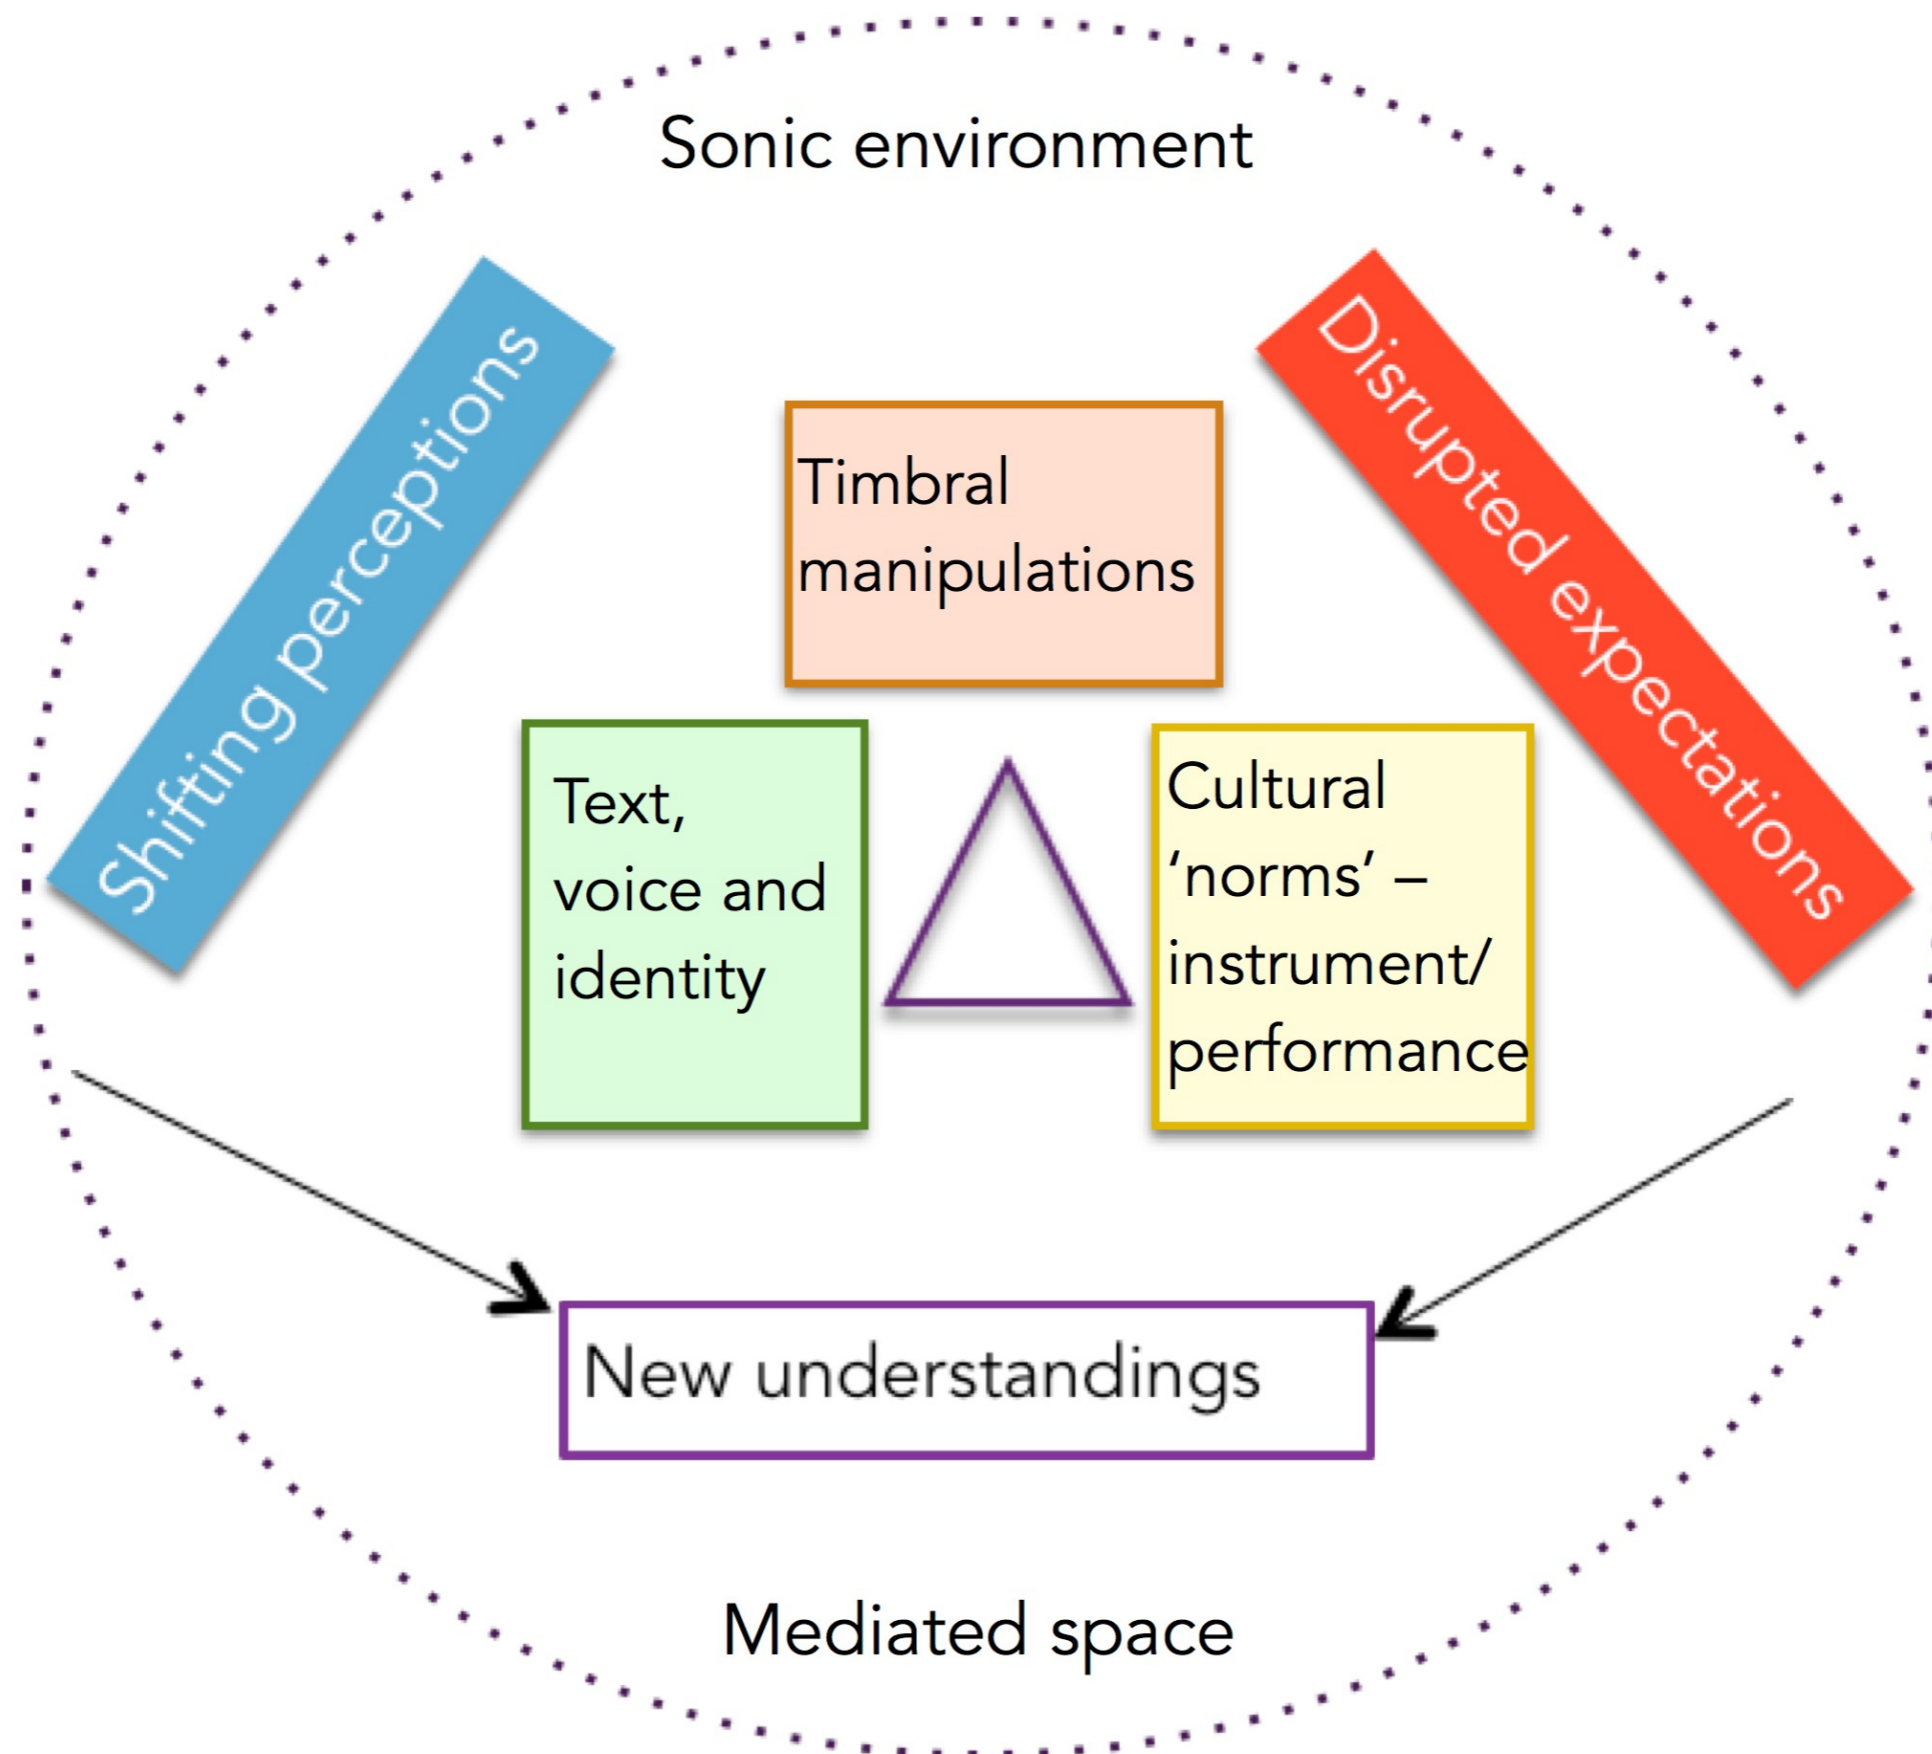 Sonic environment
Shifting perceptions
Disrupted expectations
Timbral
manipulations
Text,
voice and
identity
Cultural
‘norms’ –
instrument/
performance
New understandings
Mediated space